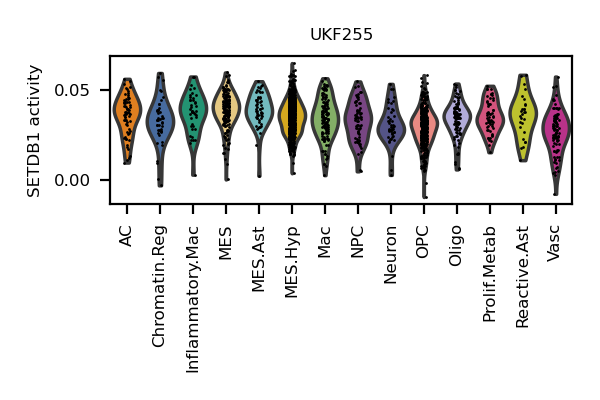 UKF255
SETDB1 activity
0.05
0.00
AC
Chromatin.Reg
Inflammatory.Mac
MES
MES.Ast
MES.Hyp
Mac
NPC
Neuron
OPC
Oligo
Prolif.Metab
Reactive.Ast
Vasc